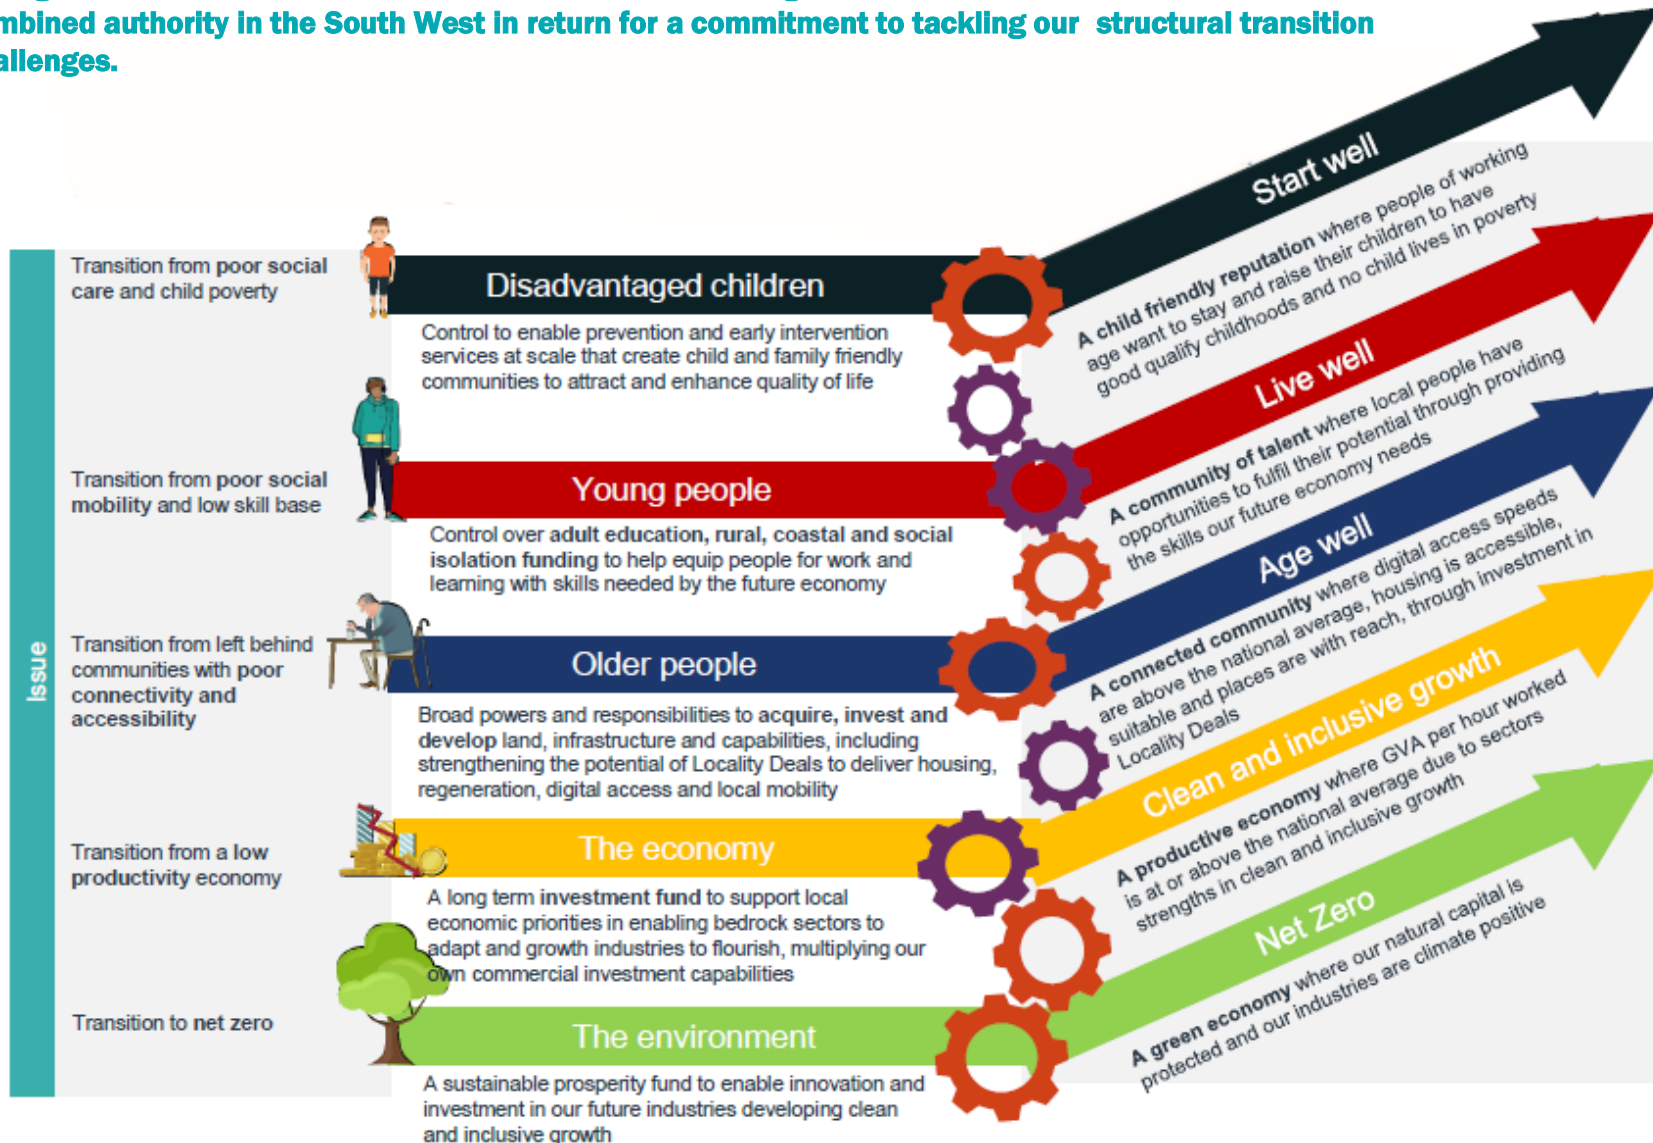 mbined authority in the South West in return for a commitment to tackling our structural transition
allenges.
Issue
Transition from poor social
care and child poverty
Disadvantaged children
Control to enable prevention and early intervention
services at scale that create child and family friendly
communities to attract and enhance quality of life
Start well
A child friendly reputation where people of working
age want to stay and raise their children to have
good qualify childhoods and no child lives in poverty
Transition from poor social
mobility and low skill base
Young people
Control over adult education, rural, coastal and social
isolation funding to help equip people for work and
learning with skills needed by the future economy
Live well
A community of talent where local people have
opportunities to fulfil their potential through providing
the skills our future economy needs
Transition from left behind
communities with poor
connectivity and
accessibility
Older people
Broad powers and responsibilities to acquire, invest and
develop land, infrastructure and capabilities, including
strengthening the potential of Locality Deals to deliver housing,
regeneration, digital access and local mobility
Age well
A connected community where digital access speeds
are above the national average, housing is accessible,
suitable and places are with reach, through investment in
Locality Deals
Transition from a low
productivity economy
The economy
A long term investment fund to support local
economic priorities in enabling bedrock sectors to
adapt and growth industries to flourish, multiplying our
own commercial investment capabilities
Clean and inclusive growth
A productive economy where GVA per hour worked
is at or above the national average due to sectors
strengths in clean and inclusive growth
Transition to net zero
The environment
A sustainable prosperity fund to enable innovation and
investment in our future industries developing clean
and inclusive growth
Net Zero
A green economy where our natural capital is
protected and our industries are climate positive